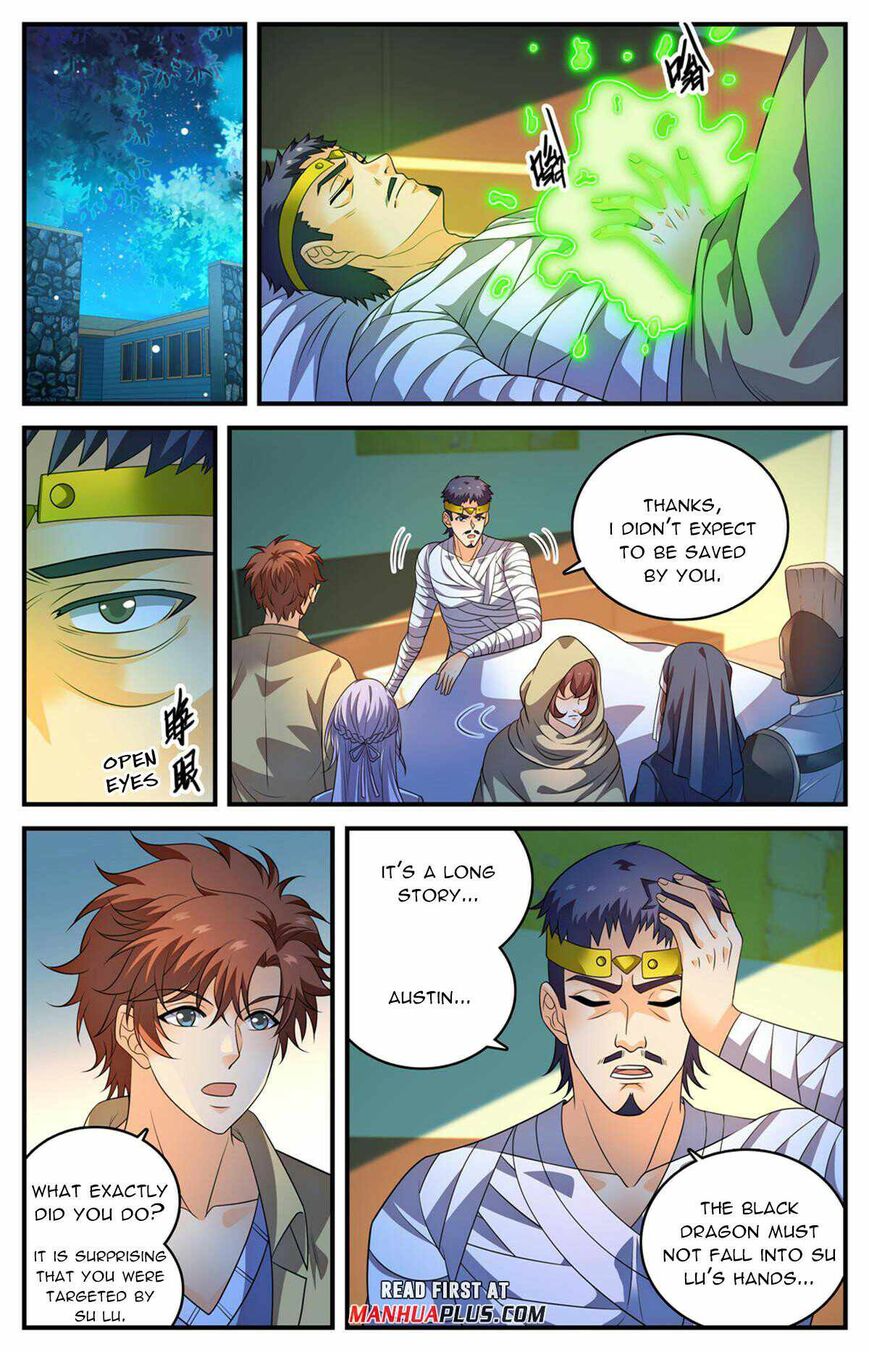 嗡
嗡
睁
眼
OPEN
EYES
THANKS,
I DIDN'T EXPECT
TO BE SAVED
BY YOU.
WHAT EXACTLY
DID YOU DO?
IT IS SURPRISING
THAT YOU WERE
TARGETED BY
SU LU.
IT'S A LONG
STORY...
AUSTIN...
THE BLACK
DRAGON MUST
NOT FALL INTO SU
LU'S HANDS...
READ FIRST AT
MANHUAPLUS.COM